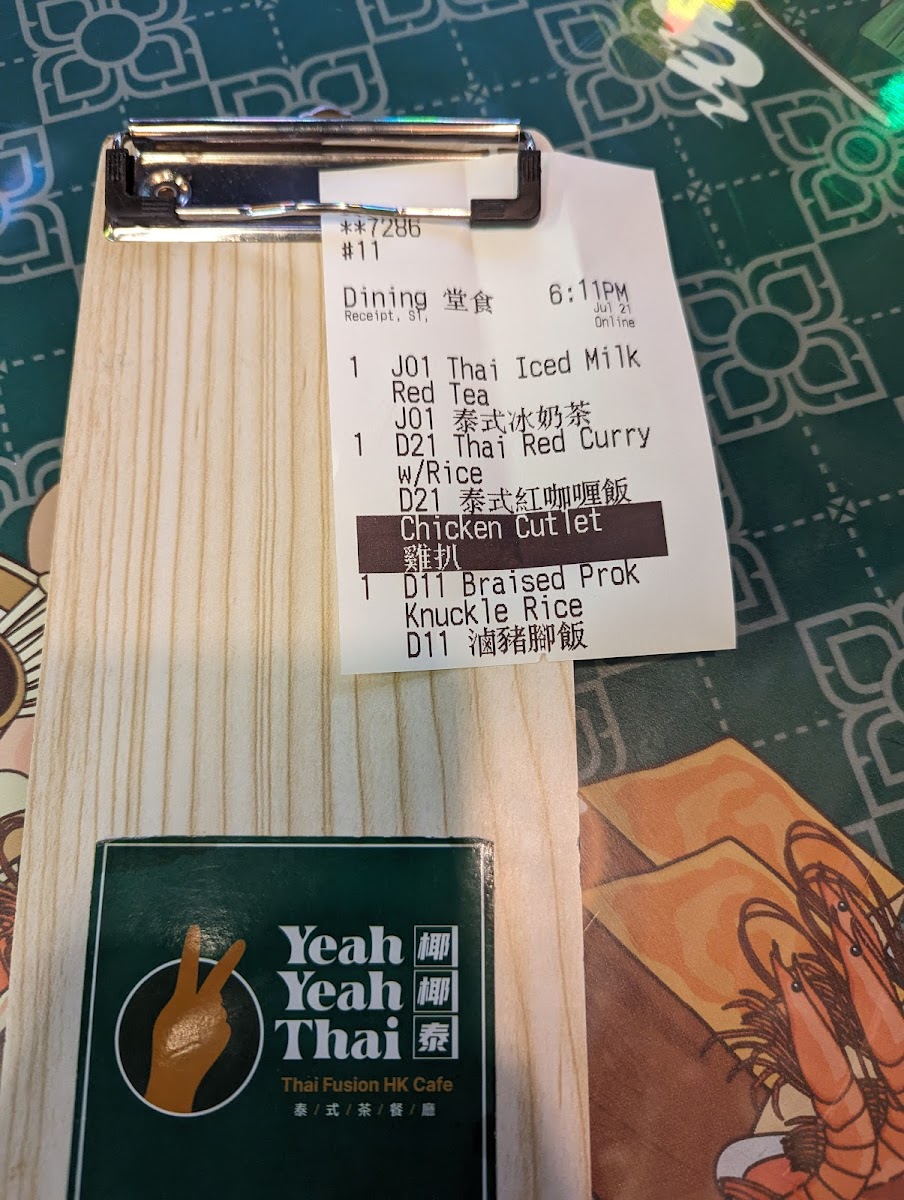 **7286
#11
Dining 堂食 6:11PM
Receipt, S1, Jul 21
Online
1 J01 Thai Iced Milk
Red Tea
J01 泰式冰奶茶
1 D21 Thai Red Curry
w/Rice
D21 泰式紅咖喱飯
Chicken Cutlet
雞扒
1 D11 Braised Prok
Knuckle Rice
D11 滷豬腳飯
Yeah 椰
Yeah 椰
Thai 泰
Thai Fusion HK Cafe
泰/式/茶/餐/廳